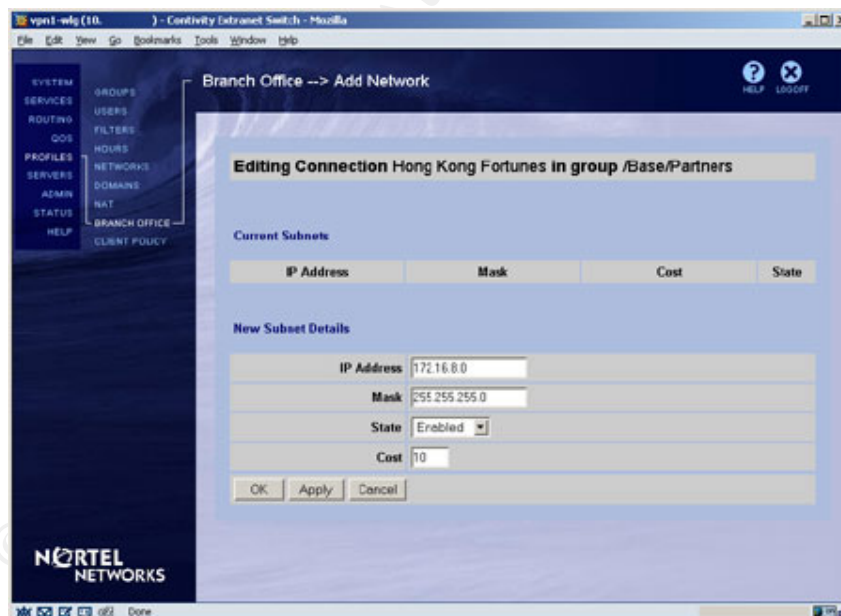 vpn1-wlg (10. ) - Contivity Extranet Switch - Mozilla
File Edit View Go Bookmarks Tools Window Help
Branch Office --> Add Network
HELP LOGOFF
SYSTEM
SERVICES
ROUTING
QOS
PROFILES
SERVERS
ADMIN
STATUS
HELP
GROUPS
USERS
FILTERS
HOURS
NETWORKS
DOMAINS
NAT
BRANCH OFFICE
CLIENT POLICY
Editing Connection Hong Kong Fortunes in group /Base/Partners
Current Subnets
IP Address Mask Cost State
New Subnet Details
IP Address 172.16.8.0
Mask 255.255.255.0
State Enabled
Cost 10
OK Apply Cancel
NORTEL
NETWORKS
Done